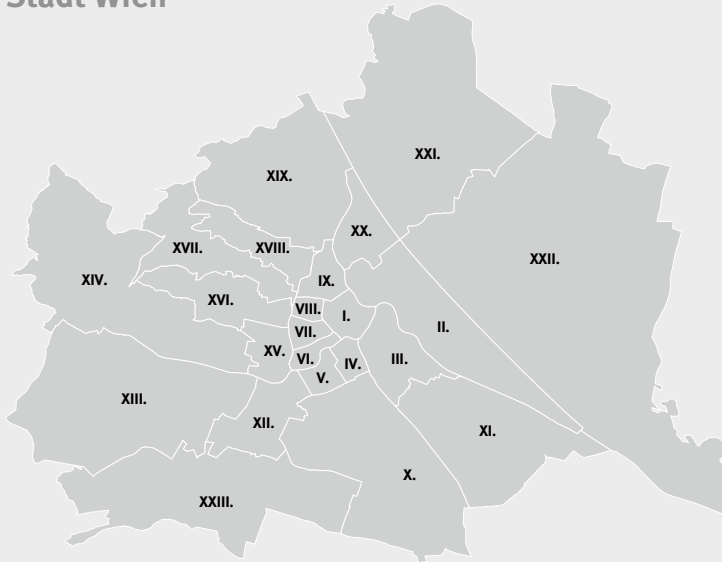 Stadt Wien
XXI.
XIX.
XX.
XVII.
XVIII.
XXII.
XIV.
IX.
XVI.
VIII.
I.
II.
VII.
XV.
VI.
IV.
III.
V.
XIII.
XII.
XI.
X.
XXIII.